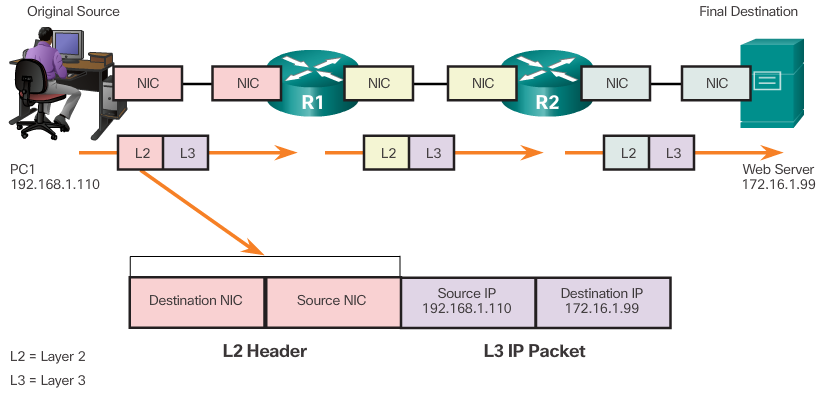 Original Source
Final Destination
NIC
NIC
R1
NIC
NIC
R2
NIC
NIC
L2
L3
L2
L3
L2
L3
PC1
192.168.1.110
Web Server
172.16.1.99
Destination NIC
Source NIC
Source IP
192.168.1.110
Destination IP
172.16.1.99
L2 Header
L3 IP Packet
L2 = Layer 2
L3 = Layer 3